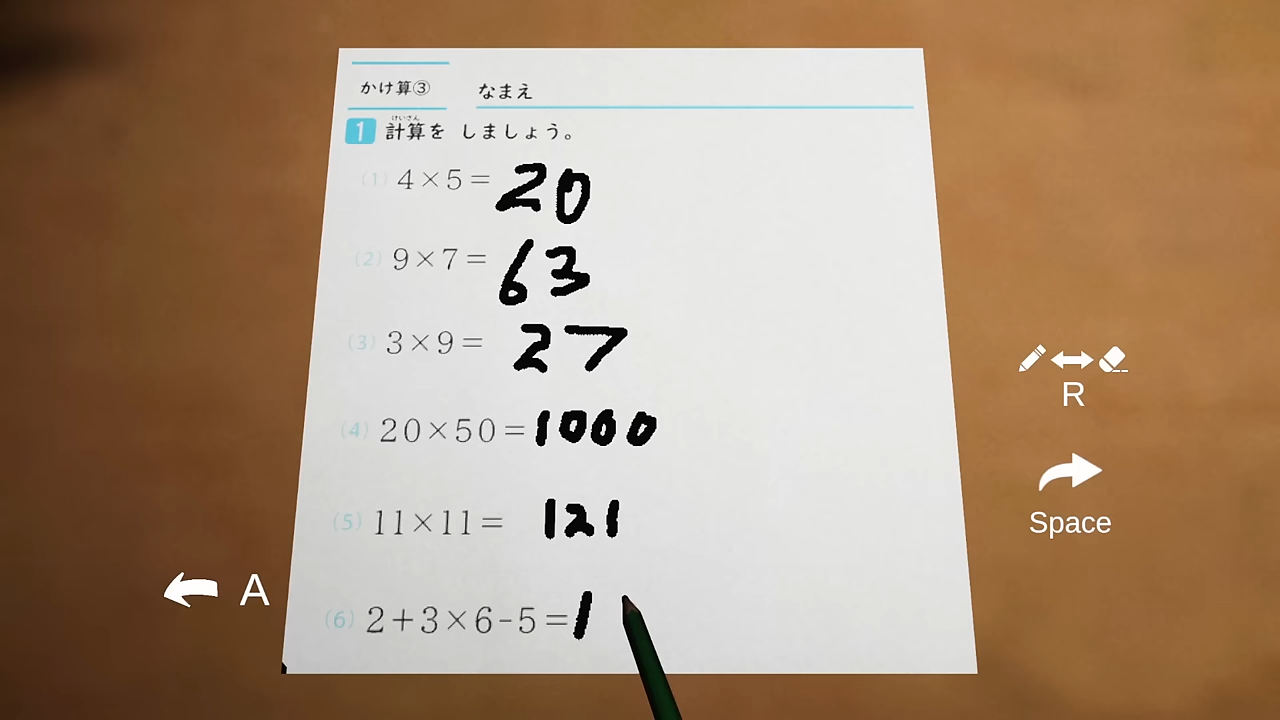 かけ算③ なまえ
けいさん
1 計算を しましょう。
(1) 4×5= 20
(2) 9×7= 63
(3) 3×9= 27
(4) 20×50= 1000
(5) 11×11= 121
(6) 2+3×6-5= 1
R
Space
A